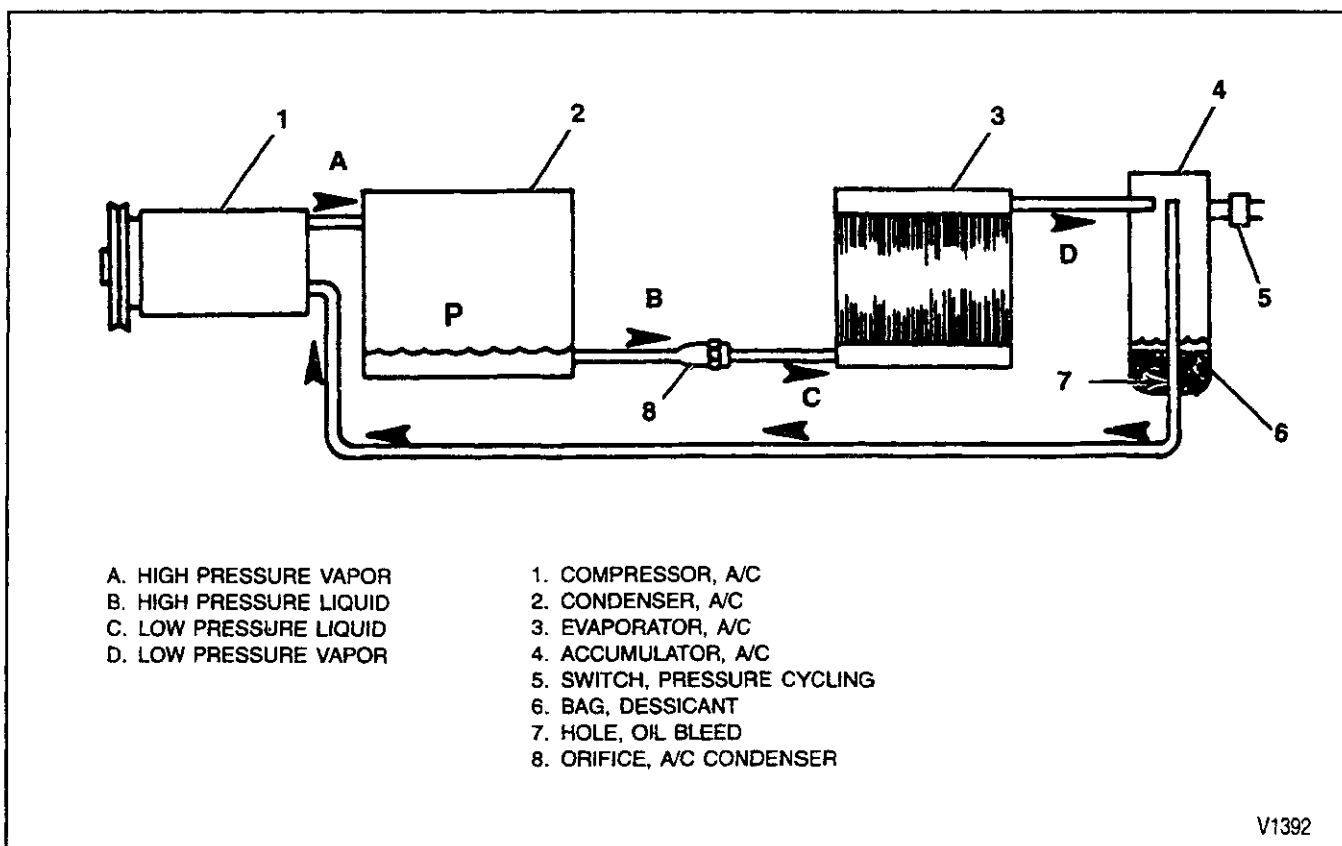 1
2
3
4
A
P
B
D
5
8
C
7
6
A. HIGH PRESSURE VAPOR
B. HIGH PRESSURE LIQUID
C. LOW PRESSURE LIQUID
D. LOW PRESSURE VAPOR
1. COMPRESSOR, A/C
2. CONDENSER, A/C
3. EVAPORATOR, A/C
4. ACCUMULATOR, A/C
5. SWITCH, PRESSURE CYCLING
6. BAG, DESSICANT
7. HOLE, OIL BLEED
8. ORIFICE, A/C CONDENSER
V1392